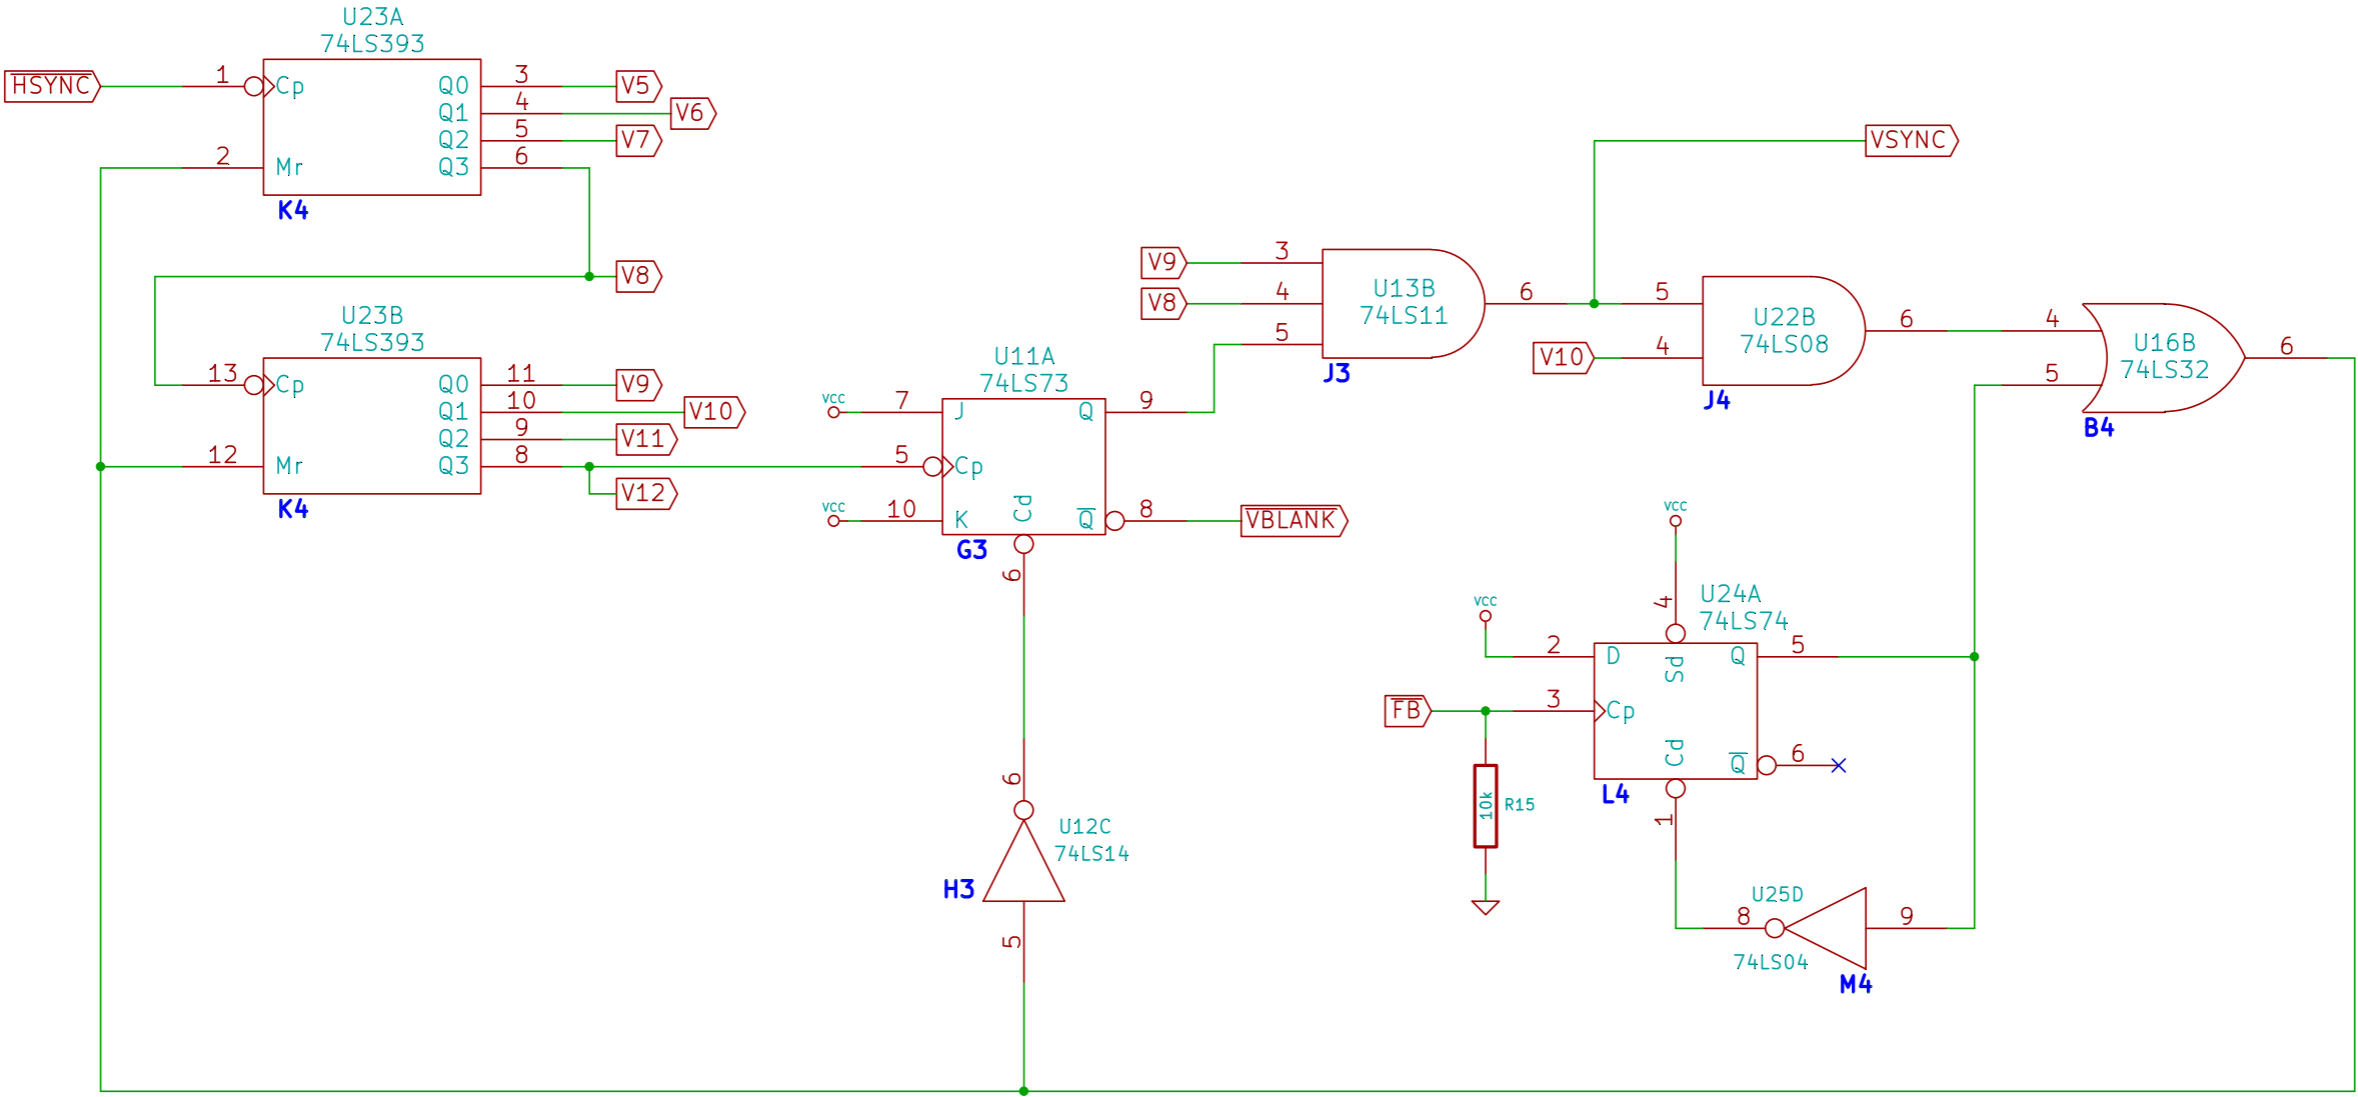 U23A
74LS393
HSYNC
1
Cp
Q0
3
V5
Q1
4
V6
Q2
5
V7
2
Mr
Q3
6
K4
V8
U23B
74LS393
13
Cp
Q0
11
V9
Q1
10
V10
Q2
9
V11
12
Mr
Q3
8
V12
K4
U11A
74LS73
vcc
7
J
Q
9
5
Cp
vcc
10
K
Cd
Q
8
VBLANK
G3
6
6
U12C
74LS14
H3
5
V9
3
V8
4
5
U13B
74LS11
6
J3
VSYNC
5
V10
4
U22B
74LS08
6
J4
4
5
U16B
74LS32
6
B4
vcc
4
U24A
74LS74
vcc
2
D
Sd
Q
5
FB
3
Cp
Cd
Q
6
L4
1
10k
R15
U25D
8
9
74LS04
M4